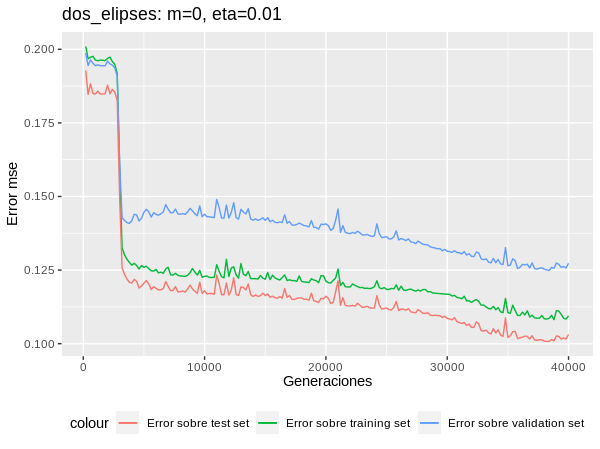 dos_elipses: m=0, eta=0.01
Error mse
0.200
0.175
0.150
0.125
0.100
0
10000
20000
30000
40000
Generaciones
colour
Error sobre test set
Error sobre training set
Error sobre validation set